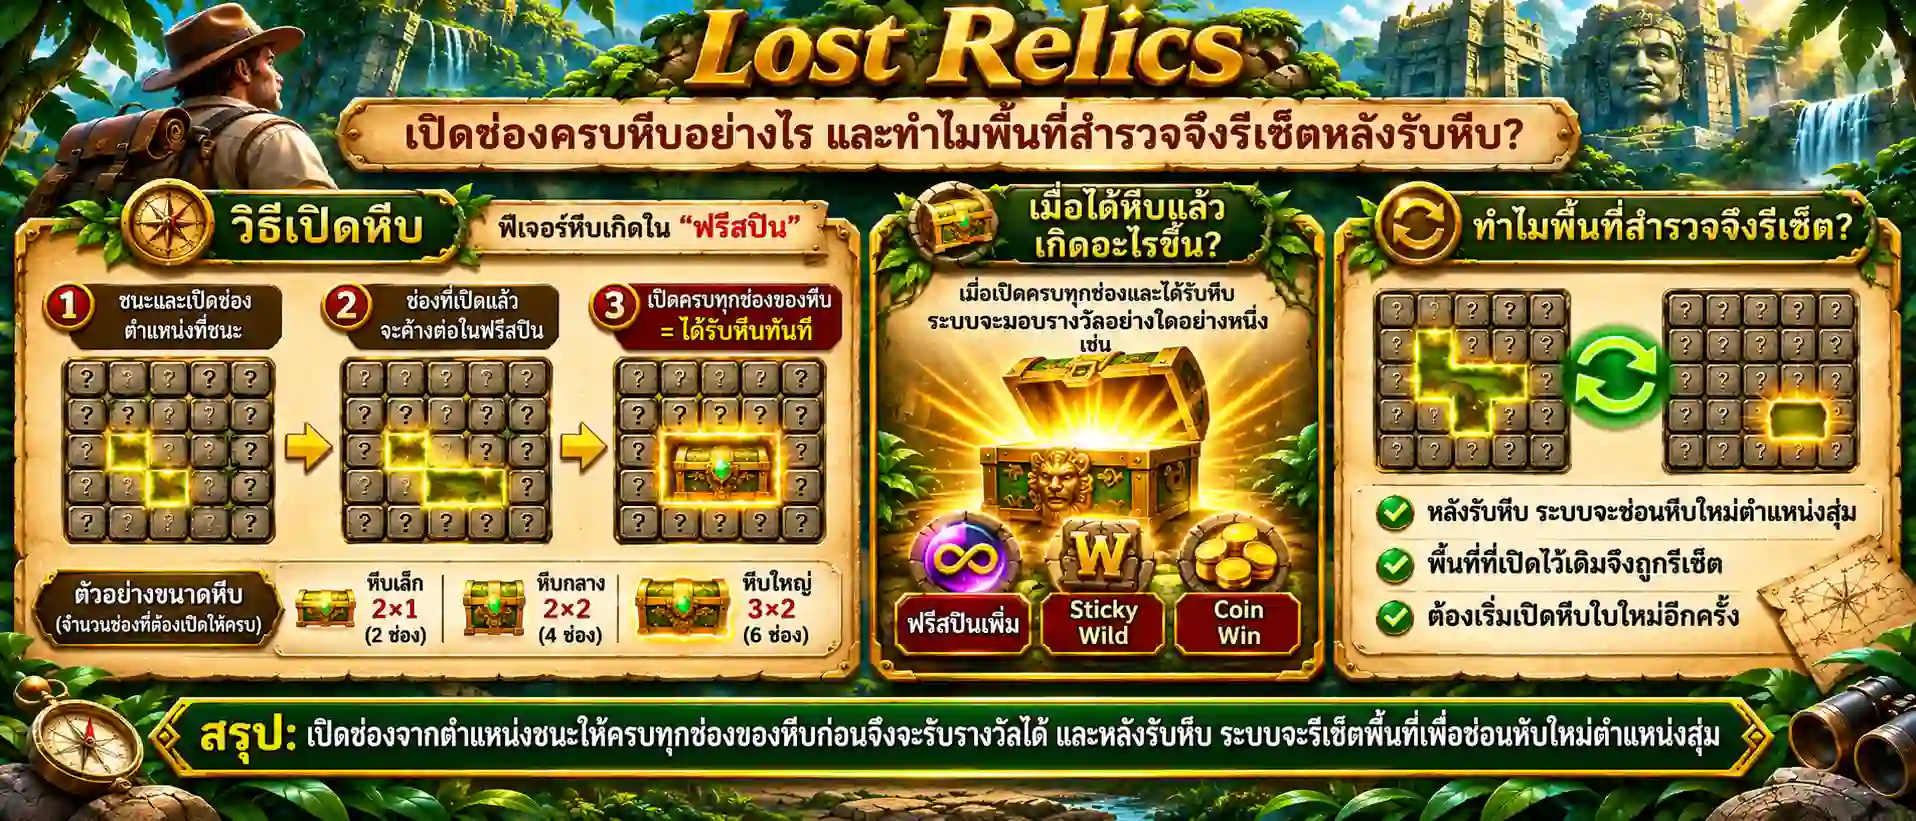 Lost Relics
เปิดช่องครบหีบอย่างไร และทำไมพื้นที่สำรวจจึงรีเซ็ตหลังรับหีบ?
วิธีเปิดหีบ
ฟีเจอร์หีบเกิดใน “ฟรีสปิน”
1
ชนะและเปิดช่อง
ตำแหน่งที่ชนะ
2
ช่องที่เปิดแล้ว
จะค้างต่อในฟรีสปิน
3
เปิดครบทุกช่องของหีบ
= ได้รับหีบทันที
ตัวอย่างขนาดหีบ
(จำนวนช่องที่ต้องเปิดให้ครบ)
หีบเล็ก
2×1
(2 ช่อง)
หีบกลาง
2×2
(4 ช่อง)
หีบใหญ่
3×2
(6 ช่อง)
เมื่อได้หีบแล้ว
เกิดอะไรขึ้น?
เมื่อเปิดครบทุกช่องและได้รับหีบ
ระบบจะมอบรางวัลอย่างใดอย่างหนึ่ง
เช่น
W
ฟรีสปินเพิ่ม
Sticky
Wild
Coin
Win
ทำไมพื้นที่สำรวจจึงรีเซ็ต?
หลังรับหีบ ระบบจะซ่อนหีบใหม่ตำแหน่งสุ่ม
พื้นที่ที่เปิดไว้เดิมจึงถูกรีเซ็ต
ต้องเริ่มเปิดหีบใบใหม่อีกครั้ง
สรุป: เปิดช่องจากตำแหน่งชนะให้ครบทุกช่องของหีบก่อนจึงจะรับรางวัลได้ และหลังรับหีบ ระบบจะรีเซ็ตพื้นที่เพื่อซ่อนหีบใหม่ตำแหน่งสุ่ม